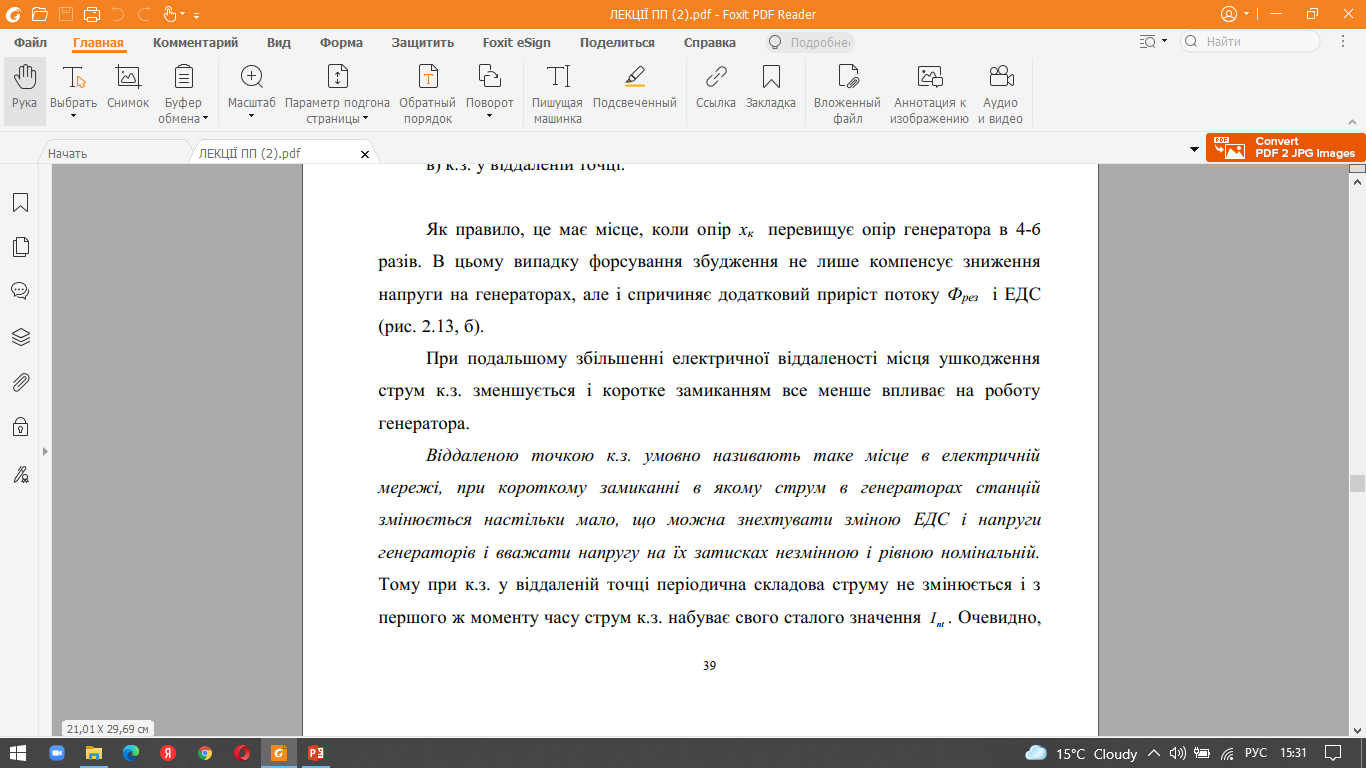 ЛЕКЦІЇ ПП (2).pdf - Foxit PDF Reader
Файл Главная Комментарий Вид Форма Защитить Foxit eSign Поделиться Справка Подробнес Найти
Рука Выбрать Снимок Буфер обмена Масштаб Параметр подгона страницы Обратный порядок Поворот Пишущая машинка Подсвеченный Ссылка Закладка Вложенный файл Аннотация к изображению Аудио и видео
Начать ЛЕКЦІЇ ПП (2).pdf
Convert
PDF 2 JPG Images
в) к.з. у віддаленій точці.
Як правило, це має місце, коли опір xк перевищує опір генератора в 4-6
разів. В цьому випадку форсування збудження не лише компенсує зниження
напруги на генераторах, але і спричиняє додатковий приріст потоку Фрез і ЕДС
(рис. 2.13, б).
При подальшому збільшенні електричної віддаленості місця ушкодження
струм к.з. зменшується і коротке замиканням все менше впливає на роботу
генератора.
Віддаленою точкою к.з. умовно називають таке місце в електричній
мережі, при короткому замиканні в якому струм в генераторах станцій
змінюється настільки мало, що можна знехтувати зміною ЕДС і напруги
генераторів і вважати напругу на їх затисках незмінною і рівною номінальній.
Тому при к.з. у віддаленій точці періодична складова струму не змінюється і з
першого ж моменту часу струм к.з. набуває свого сталого значення Int . Очевидно,
39
21,01 X 29,69 см
15°C Cloudy РУС 15:31